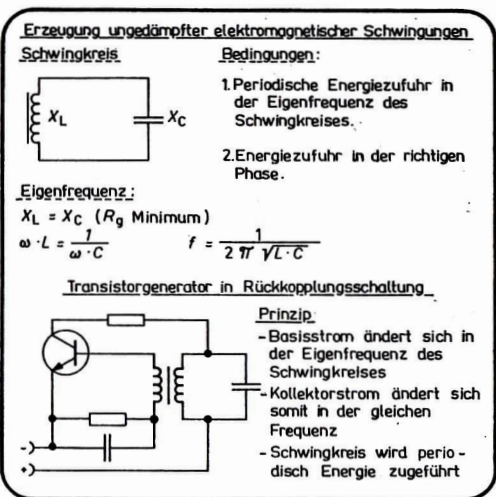 Erzeugung ungedämpfter elektromagnetischer Schwingungen
Schwingkreis
X_L
X_C
Bedingungen:
1. Periodische Energiezufuhr in
der Eigenfrequenz des
Schwingkreises.
2. Energiezufuhr in der richtigen
Phase.
Eigenfrequenz:
X_L = X_C (R_g Minimum)
ω · L = 1 / (ω · C)
f = 1 / (2 π √(L · C))
Transistorgenerator in Rückkopplungsschaltung
-
+
Prinzip
- Basisstrom ändert sich in
der Eigenfrequenz des
Schwingkreises
- Kollektorstrom ändert sich
somit in der gleichen
Frequenz
- Schwingkreis wird perio-
disch Energie zugeführt